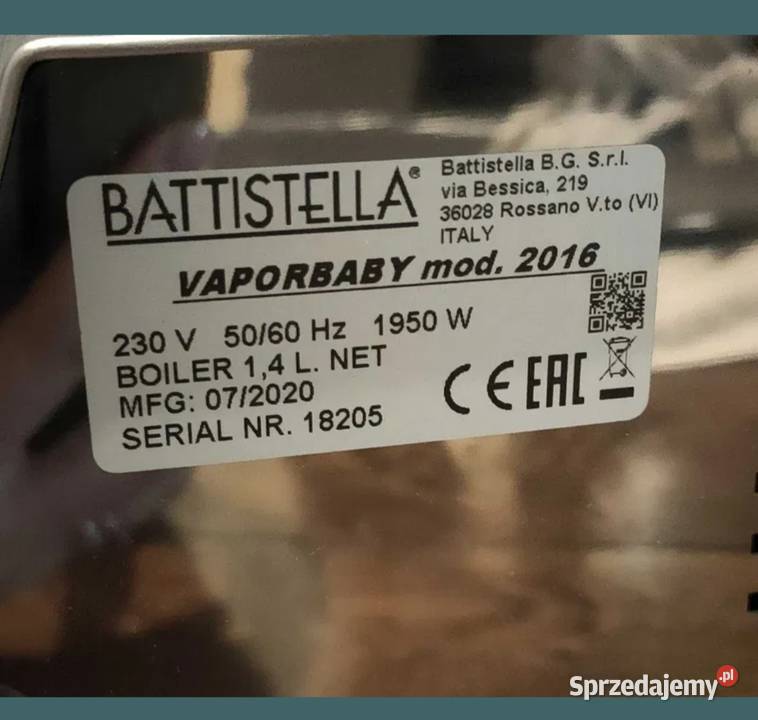 BATTISTELLA®
Battistella B.G. S.r.l.
via Bessica, 219
36028 Rossano V.to (VI)
ITALY
VAPORBABY mod. 2016
230 V 50/60 Hz 1950 W
BOILER 1,4 L. NET
MFG: 07/2020
SERIAL NR. 18205
CE EAC
Sprzedajemy.pl